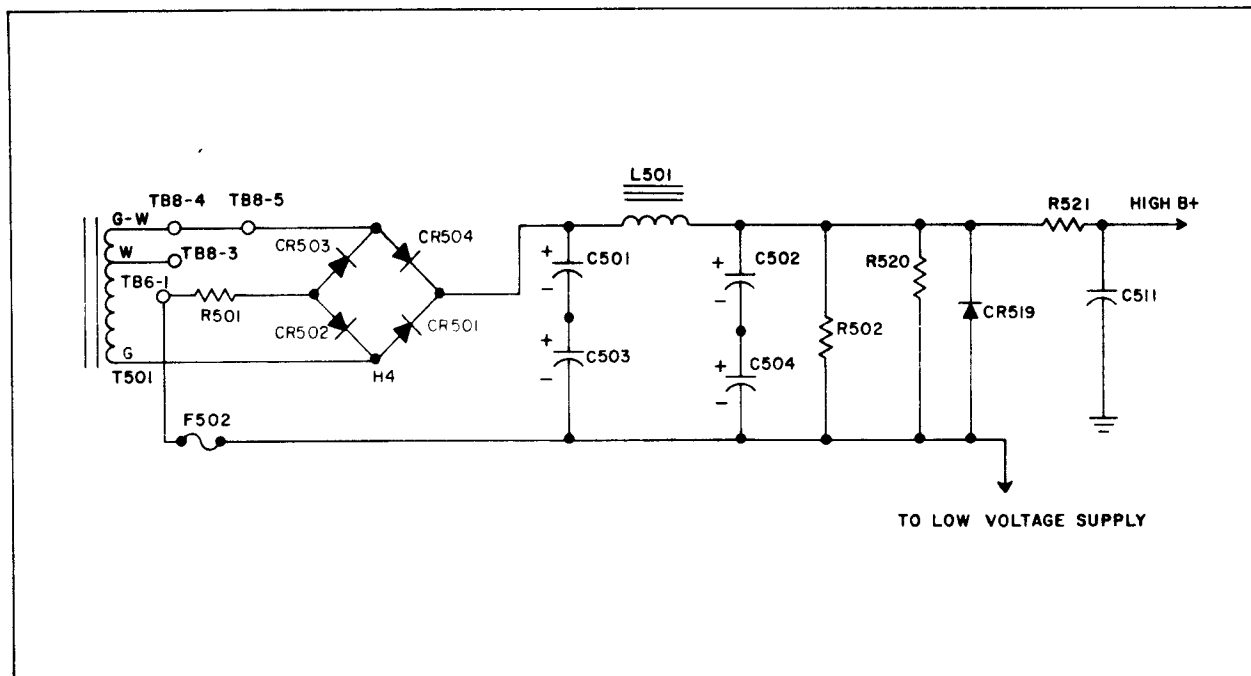 L501
R521
HIGH B+
TB8-4
TB8-5
G-W
W
TB8-3
CR503
CR504
TB6-1
R501
CR502
CR501
G
T501
H4
F502
+
C501
-
+
C503
-
+
C502
-
+
C504
-
R502
R520
CR519
C511
TO LOW VOLTAGE SUPPLY